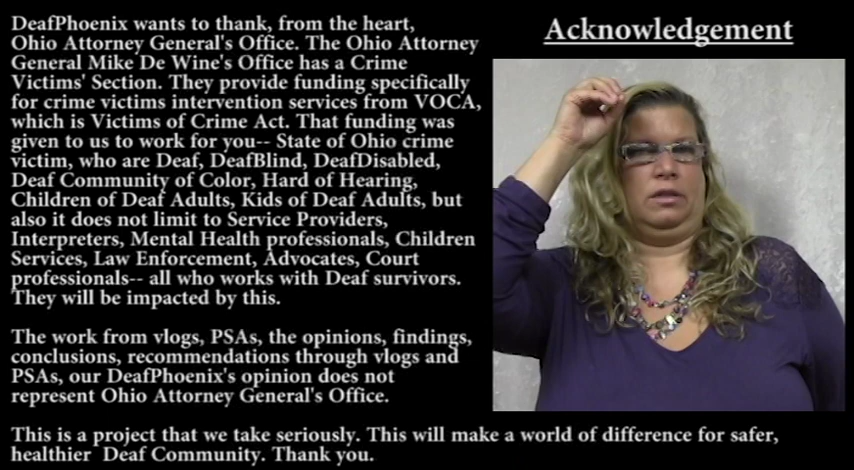 Acknowledgement
DeafPhoenix wants to thank, from the heart,
Ohio Attorney General's Office. The Ohio Attorney
General Mike De Wine's Office has a Crime
Victims' Section. They provide funding specifically
for crime victims intervention services from VOCA,
which is Victims of Crime Act. That funding was
given to us to work for you-- State of Ohio crime
victim, who are Deaf, DeafBlind, DeafDisabled,
Deaf Community of Color, Hard of Hearing,
Children of Deaf Adults, Kids of Deaf Adults, but
also it does not limit to Service Providers,
Interpreters, Mental Health professionals, Children
Services, Law Enforcement, Advocates, Court
professionals-- all who works with Deaf survivors.
They will be impacted by this.
The work from vlogs, PSAs, the opinions, findings,
conclusions, recommendations through vlogs and
PSAs, our DeafPhoenix's opinion does not
represent Ohio Attorney General's Office.
This is a project that we take seriously. This will make a world of difference for safer,
healthier Deaf Community. Thank you.